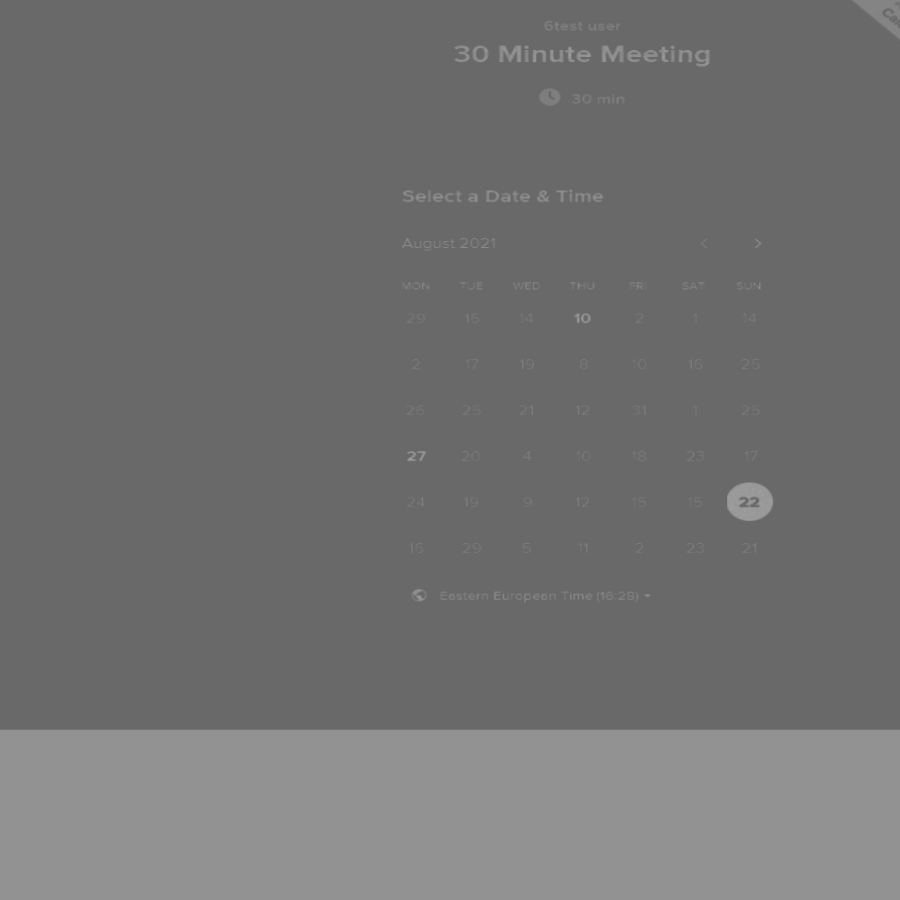 6test user
30 Minute Meeting
30 min
Select a Date & Time
August 2021
MON TUE WED THU FRI SAT SUN
29 15 14 10 2 1 14
2 17 19 8 10 16 25
26 25 21 12 31 1 25
27 20 4 10 18 23 17
24 19 9 12 15 15 22
16 29 5 11 2 23 21
Eastern European Time (16:28)